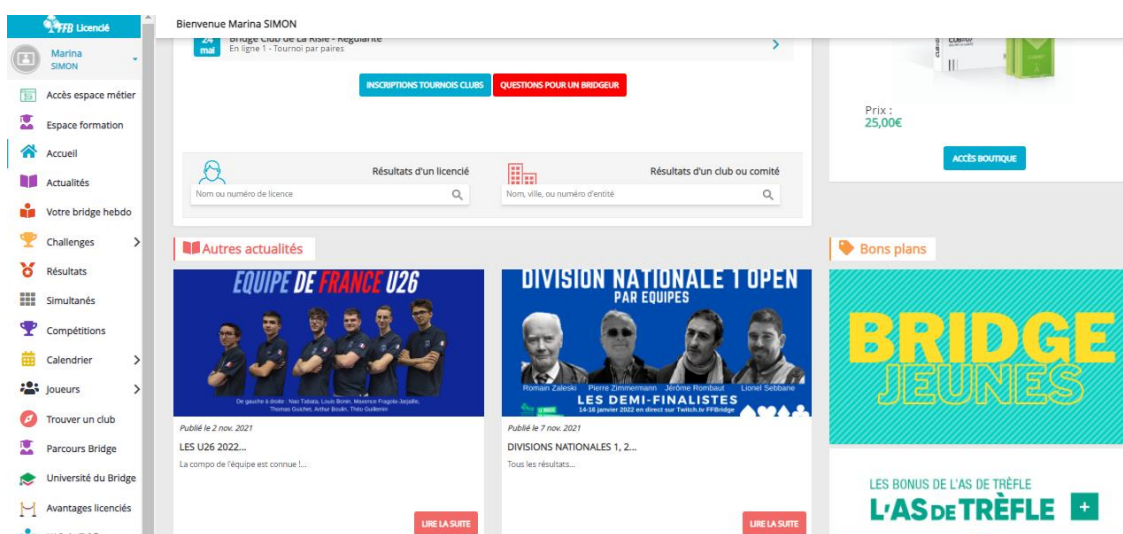 FFB Licencié
Bienvenue Marina SIMON
Marina
SIMON
Accès espace métier
Espace formation
Accueil
Actualités
Votre bridge hebdo
Challenges
Résultats
Simultanés
Compétitions
Calendrier
Joueurs
Trouver un club
Parcours Bridge
Université du Bridge
Avantages licenciés
24
mai
Bridge Club de La Risle - Régularité
En ligne 1 - Tournoi par paires
INSCRIPTIONS TOURNOIS CLUBS
QUESTIONS POUR UN BRIDGEUR
Résultats d'un licencié
Nom ou numéro de licence
Résultats d'un club ou comité
Nom, ville, ou numéro d'entité
Autres actualités
EQUIPE DE FRANCE U26
De gauche à droite : Yao Tabata, Louis Bonin, Maxence Fragola-Jarjaille,
Thomas Guichet, Arthur Boulin, Théo Guillemin
Publié le 2 nov. 2021
LES U26 2022...
La compo de l'équipe est connue !...
LIRE LA SUITE
DIVISION NATIONALE 1 OPEN
PAR EQUIPES
Romain Zaleski Pierre Zimmermann Jérôme Rombaut Lionel Sebbane
LES DEMI-FINALISTES
14-16 janvier 2022 en direct sur Twitch.tv FFBridge
Publié le 7 nov. 2021
DIVISIONS NATIONALES 1, 2...
Tous les résultats...
LIRE LA SUITE
Prix :
25,00€
ACCÈS BOUTIQUE
Bons plans
BRIDGE
JEUNES
LES BONUS DE L'AS DE TRÈFLE
L'AS DE TRÈFLE +